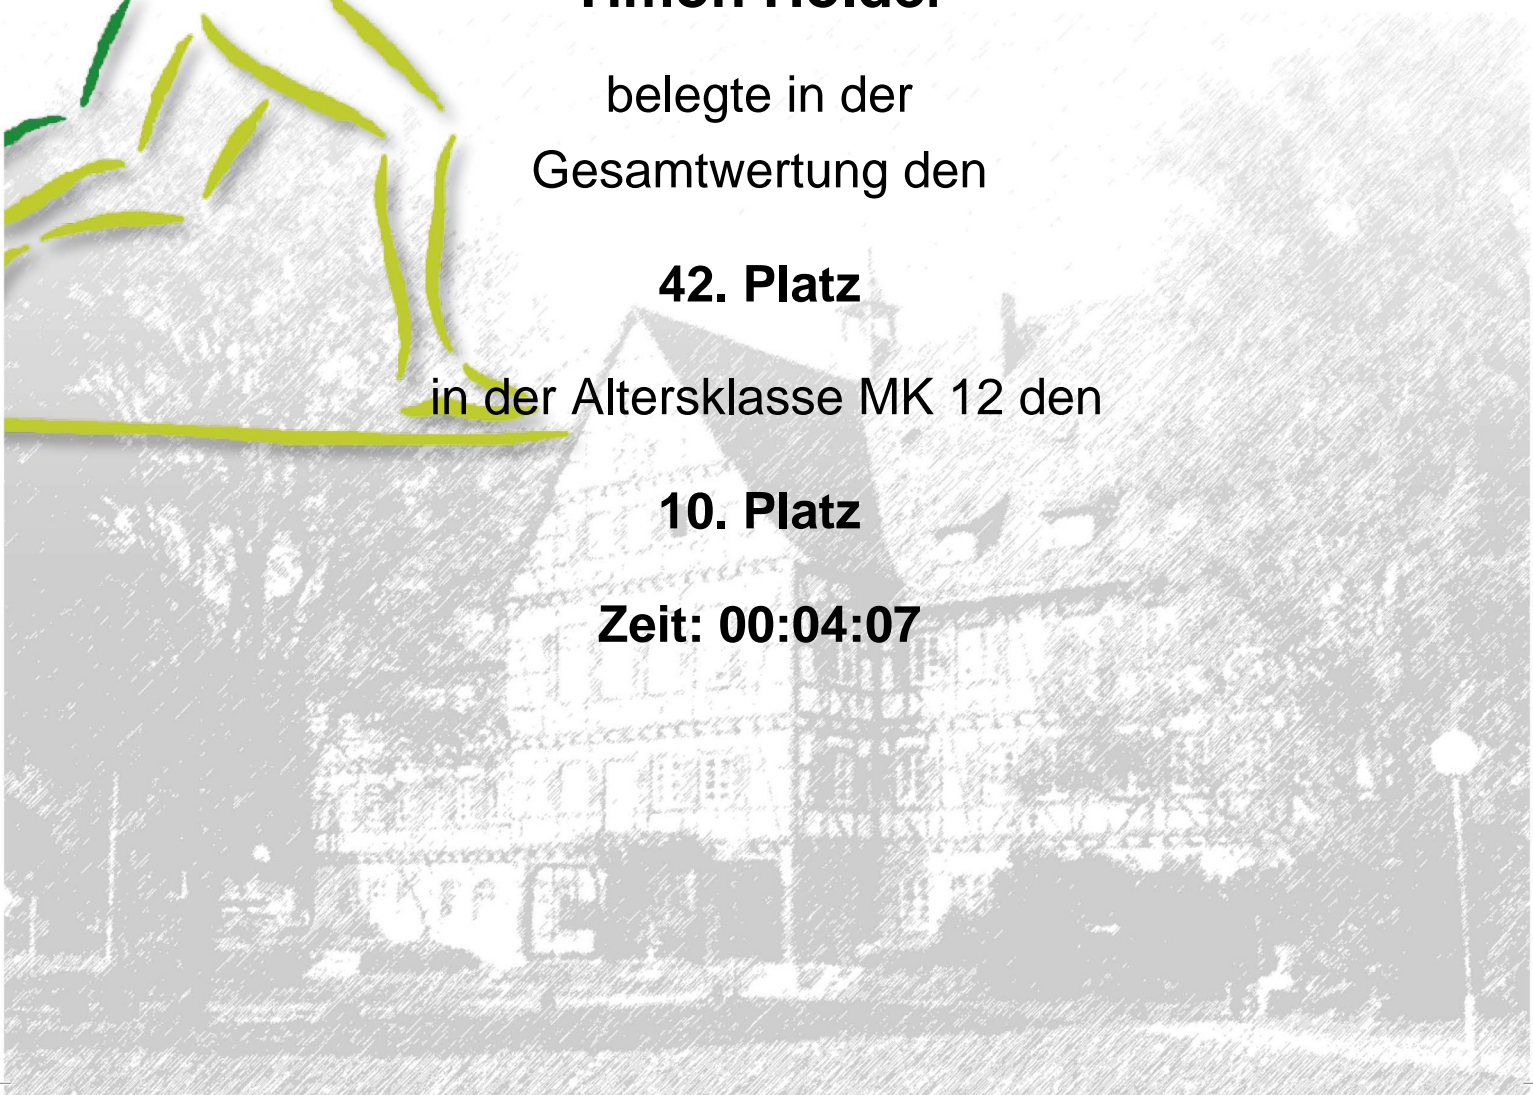 belegte in der
Gesamtwertung den
42. Platz
in der Altersklasse MK 12 den
10. Platz
Zeit: 00:04:07